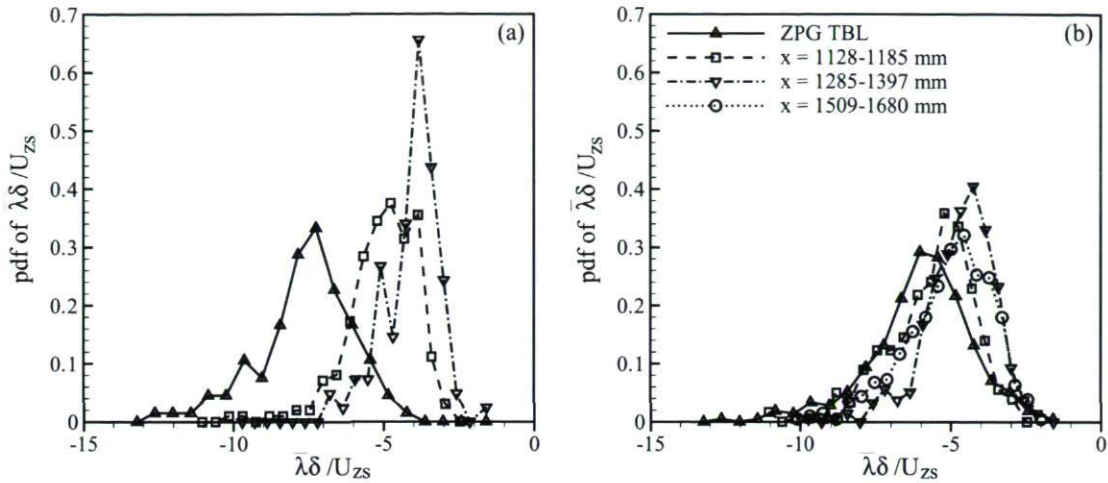 0.7
0.6
0.5
0.4
0.3
0.2
0.1
0
-15
-10
-5
0
pdf of λ̄δ/U_ZS
λ̄δ/U_ZS
(a)
0.7
0.6
0.5
0.4
0.3
0.2
0.1
0
-15
-10
-5
0
pdf of λ̄δ/U_ZS
λ̄δ/U_ZS
(b)
ZPG TBL
x = 1128-1185 mm
x = 1285-1397 mm
x = 1509-1680 mm